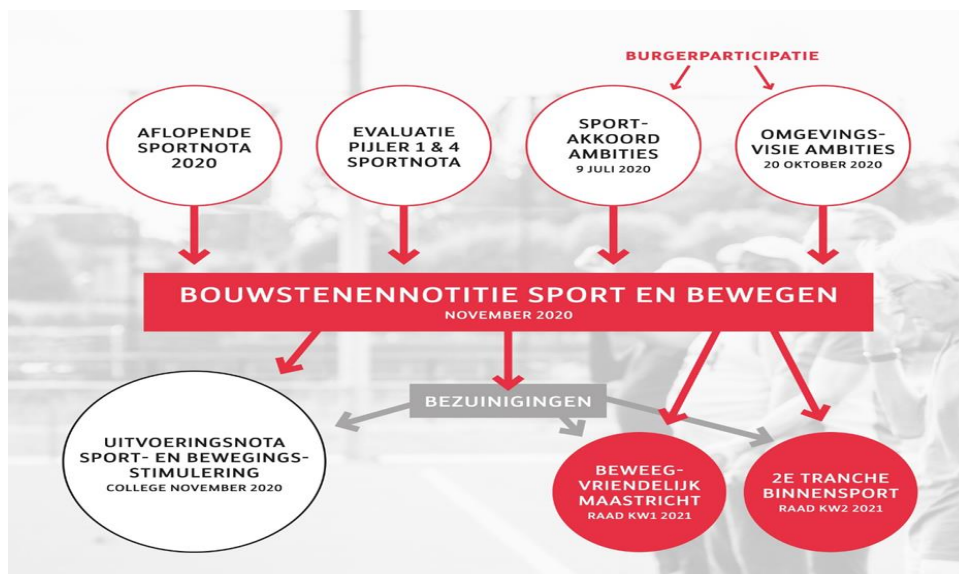 BURGERPARTICIPATIE
AFLOPENDE
SPORTNOTA
2020
EVALUATIE
PIJLER 1 & 4
SPORTNOTA
SPORT-
AKKOORD
AMBITIES
9 JULI 2020
OMGEVINGS-
VISIE AMBITIES
20 OKTOBER 2020
BOUWSTENENNOTITIE SPORT EN BEWEGEN
NOVEMBER 2020
BEZUINIGINGEN
UITVOERINGSNOTA
SPORT- EN BEWEGINGS-
STIMULERING
COLLEGE NOVEMBER 2020
BEWEEG-
VRIENDELIJK
MAASTRICHT
RAAD KW1 2021
2E TRANCHE
BINNENSPORT
RAAD KW2 2021